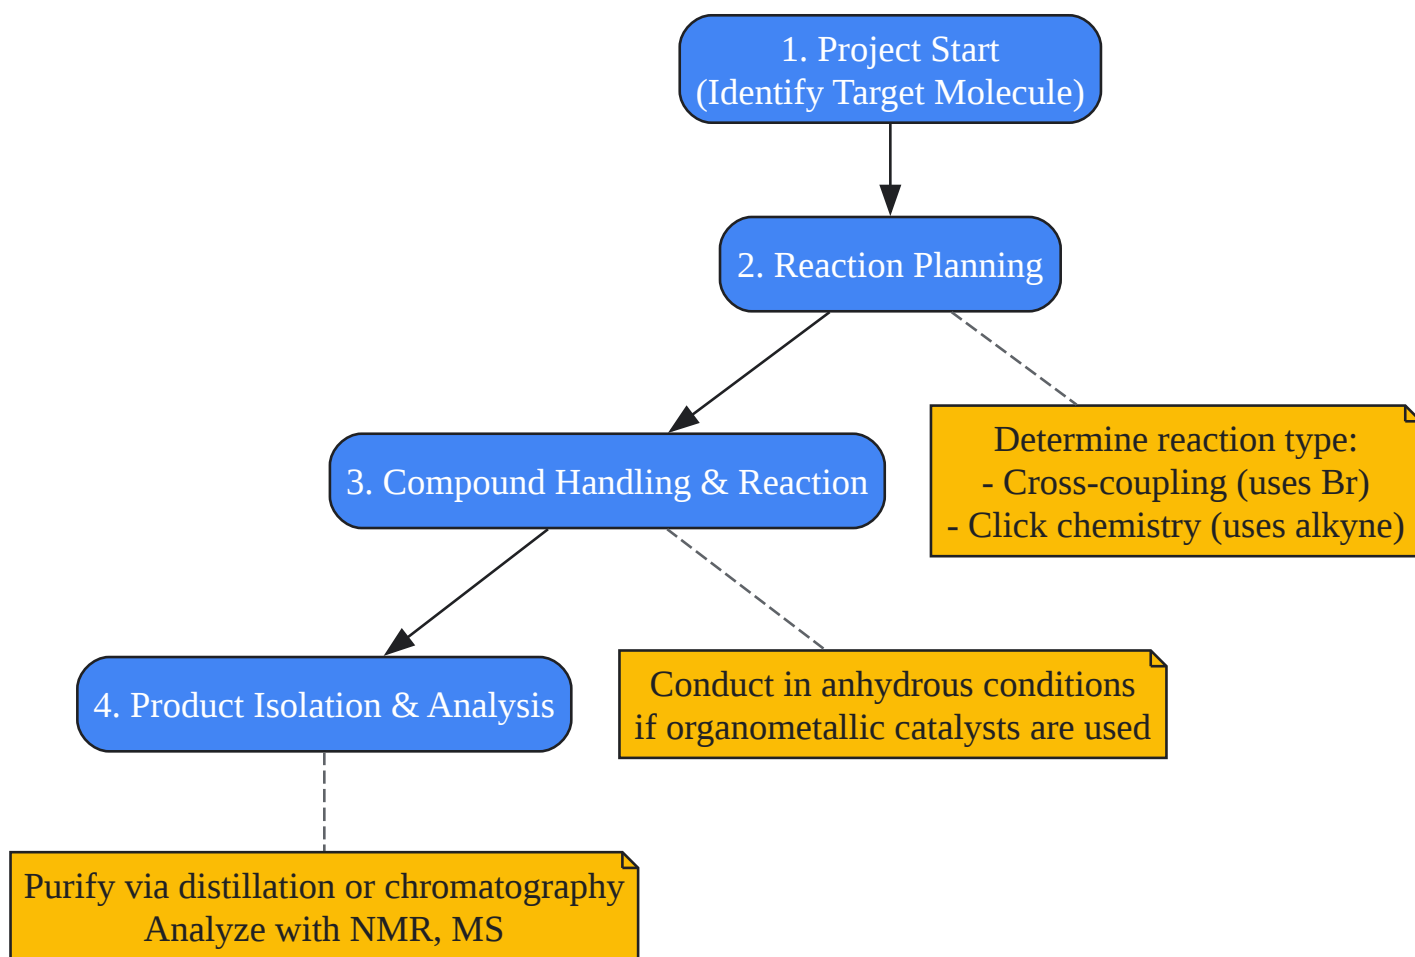 1. Project Start
(Identify Target Molecule)
2. Reaction Planning
Determine reaction type:
- Cross-coupling (uses Br)
- Click chemistry (uses alkyne)
3. Compound Handling & Reaction
Conduct in anhydrous conditions
if organometallic catalysts are used
4. Product Isolation & Analysis
Purify via distillation or chromatography
Analyze with NMR, MS